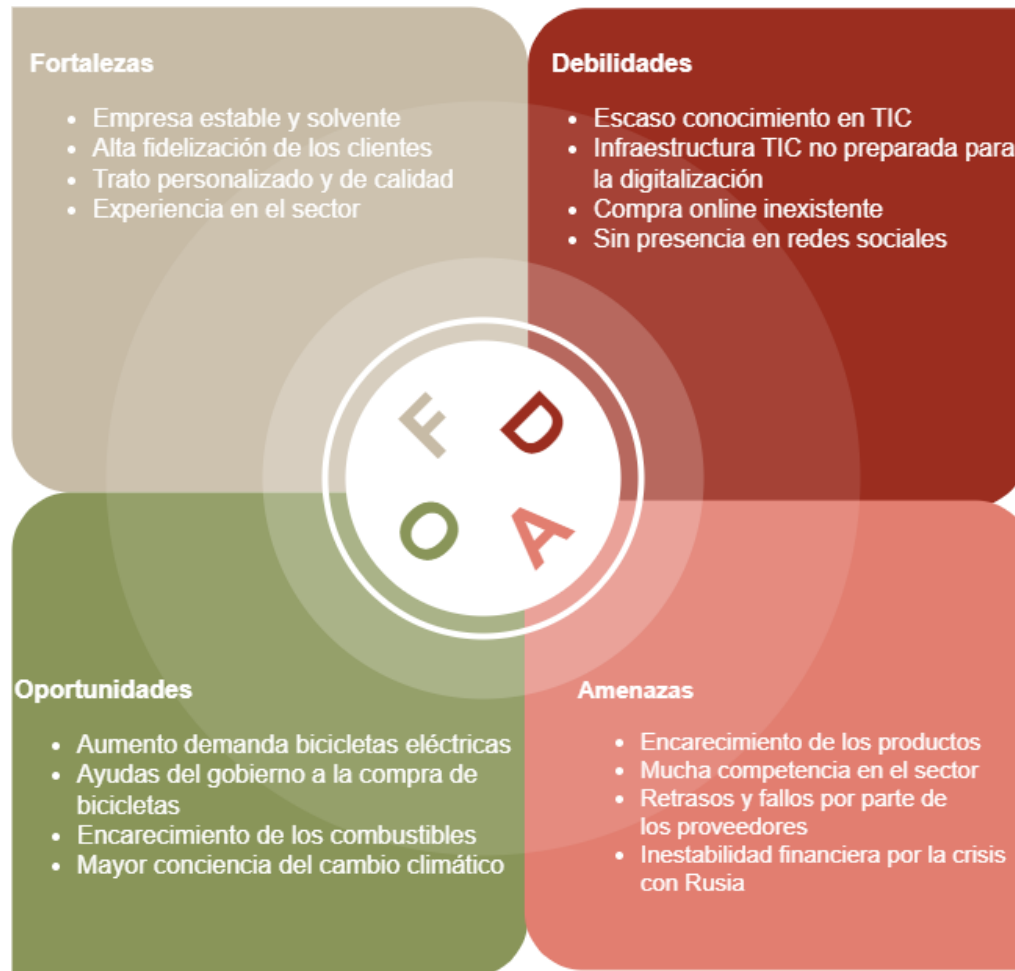 Fortalezas
• Empresa estable y solvente
• Alta fidelización de los clientes
• Trato personalizado y de calidad
• Experiencia en el sector
Debilidades
• Escaso conocimiento en TIC
• Infraestructura TIC no preparada para
la digitalización
• Compra online inexistente
• Sin presencia en redes sociales
F
D
O
A
Oportunidades
• Aumento demanda bicicletas eléctricas
• Ayudas del gobierno a la compra de
bicicletas
• Encarecimiento de los combustibles
• Mayor conciencia del cambio climático
Amenazas
• Encarecimiento de los productos
• Mucha competencia en el sector
• Retrasos y fallos por parte de
los proveedores
• Inestabilidad financiera por la crisis
con Rusia